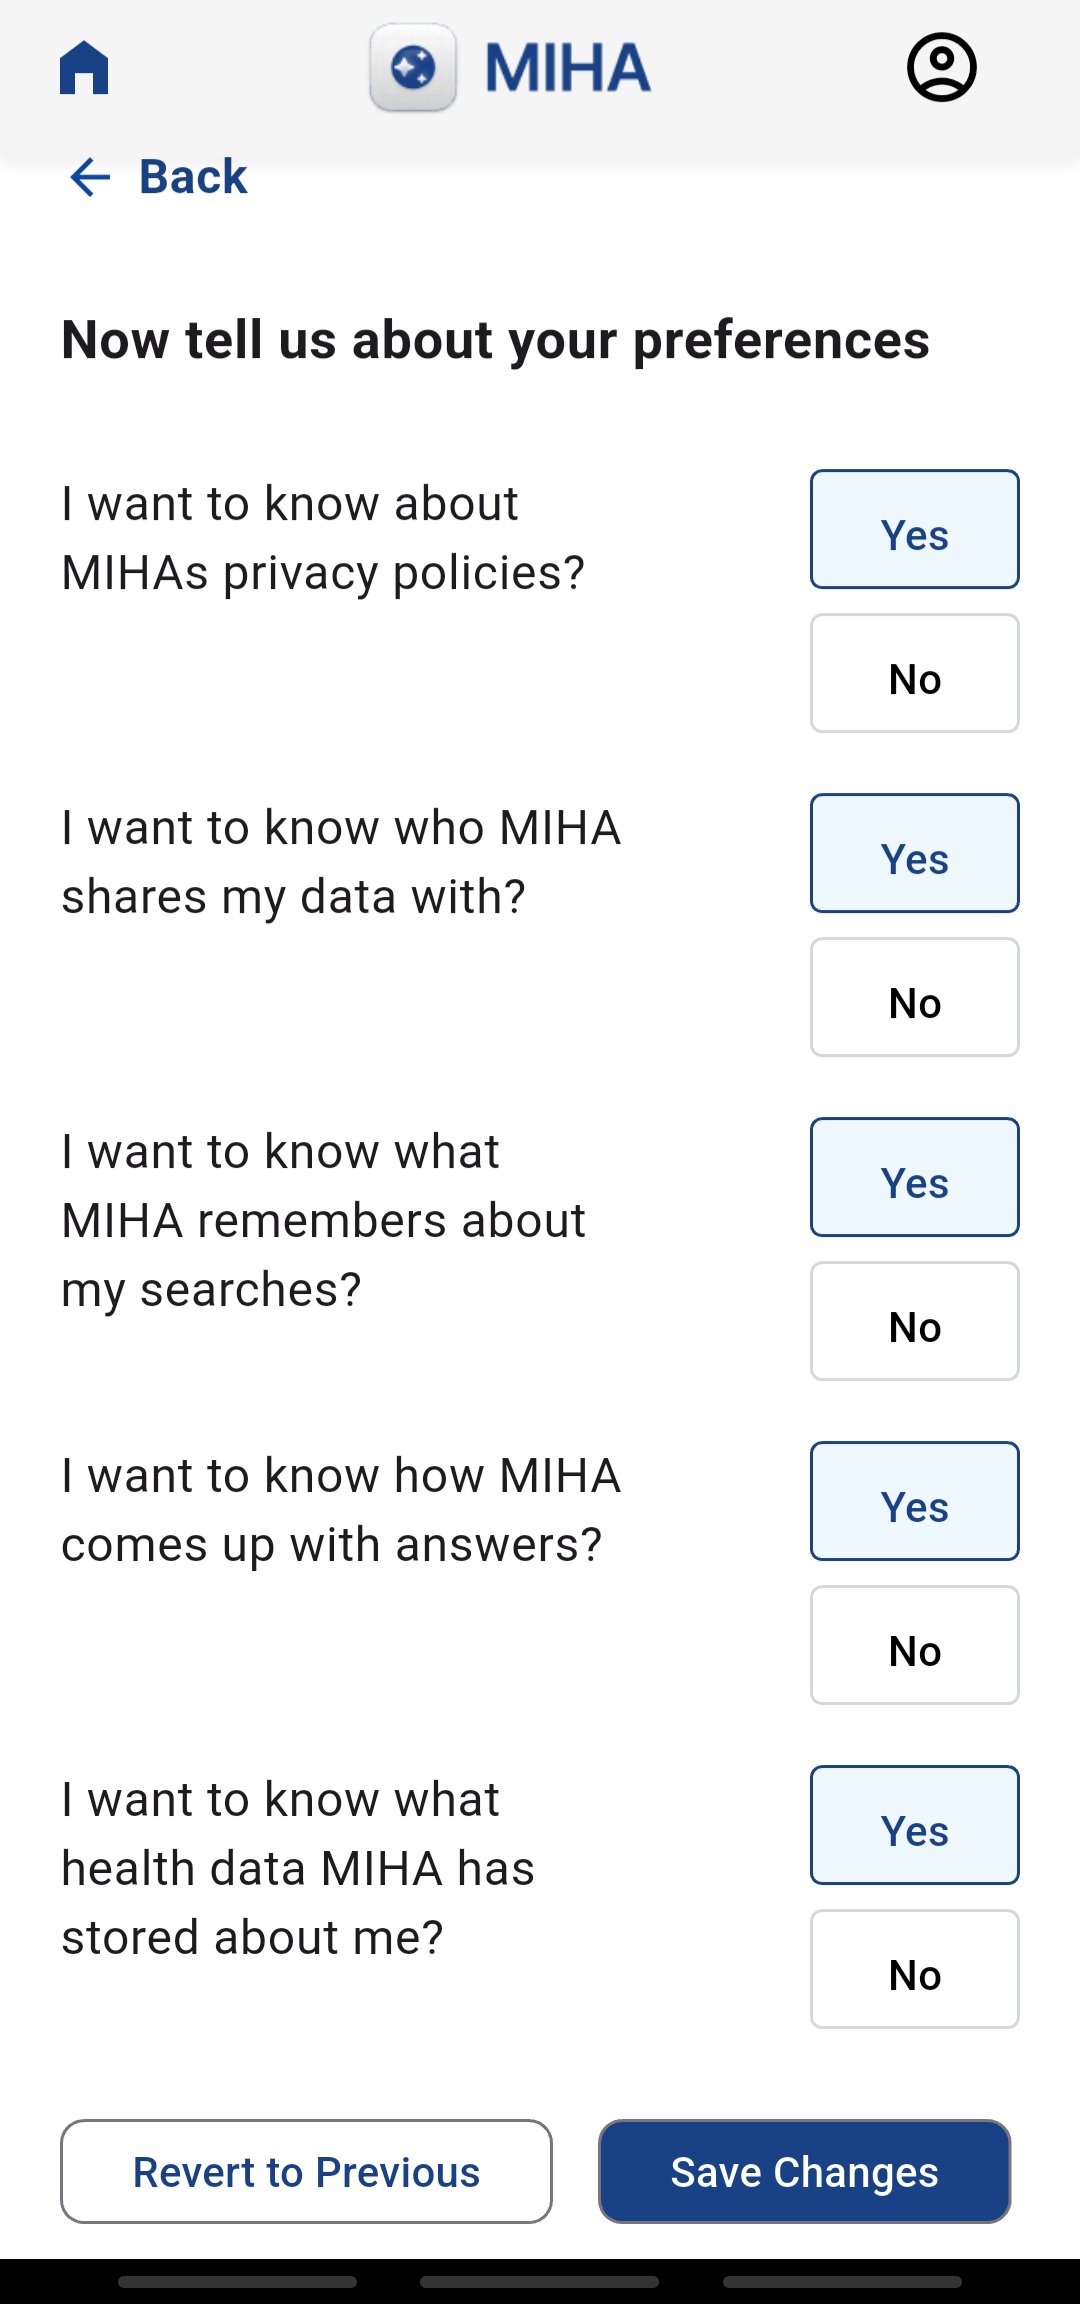 MIHA
Back
Now tell us about your preferences
I want to know about
MIHAs privacy policies?
Yes
No
I want to know who MIHA
shares my data with?
Yes
No
I want to know what
MIHA remembers about
my searches?
Yes
No
I want to know how MIHA
comes up with answers?
Yes
No
I want to know what
health data MIHA has
stored about me?
Yes
No
Revert to Previous
Save Changes